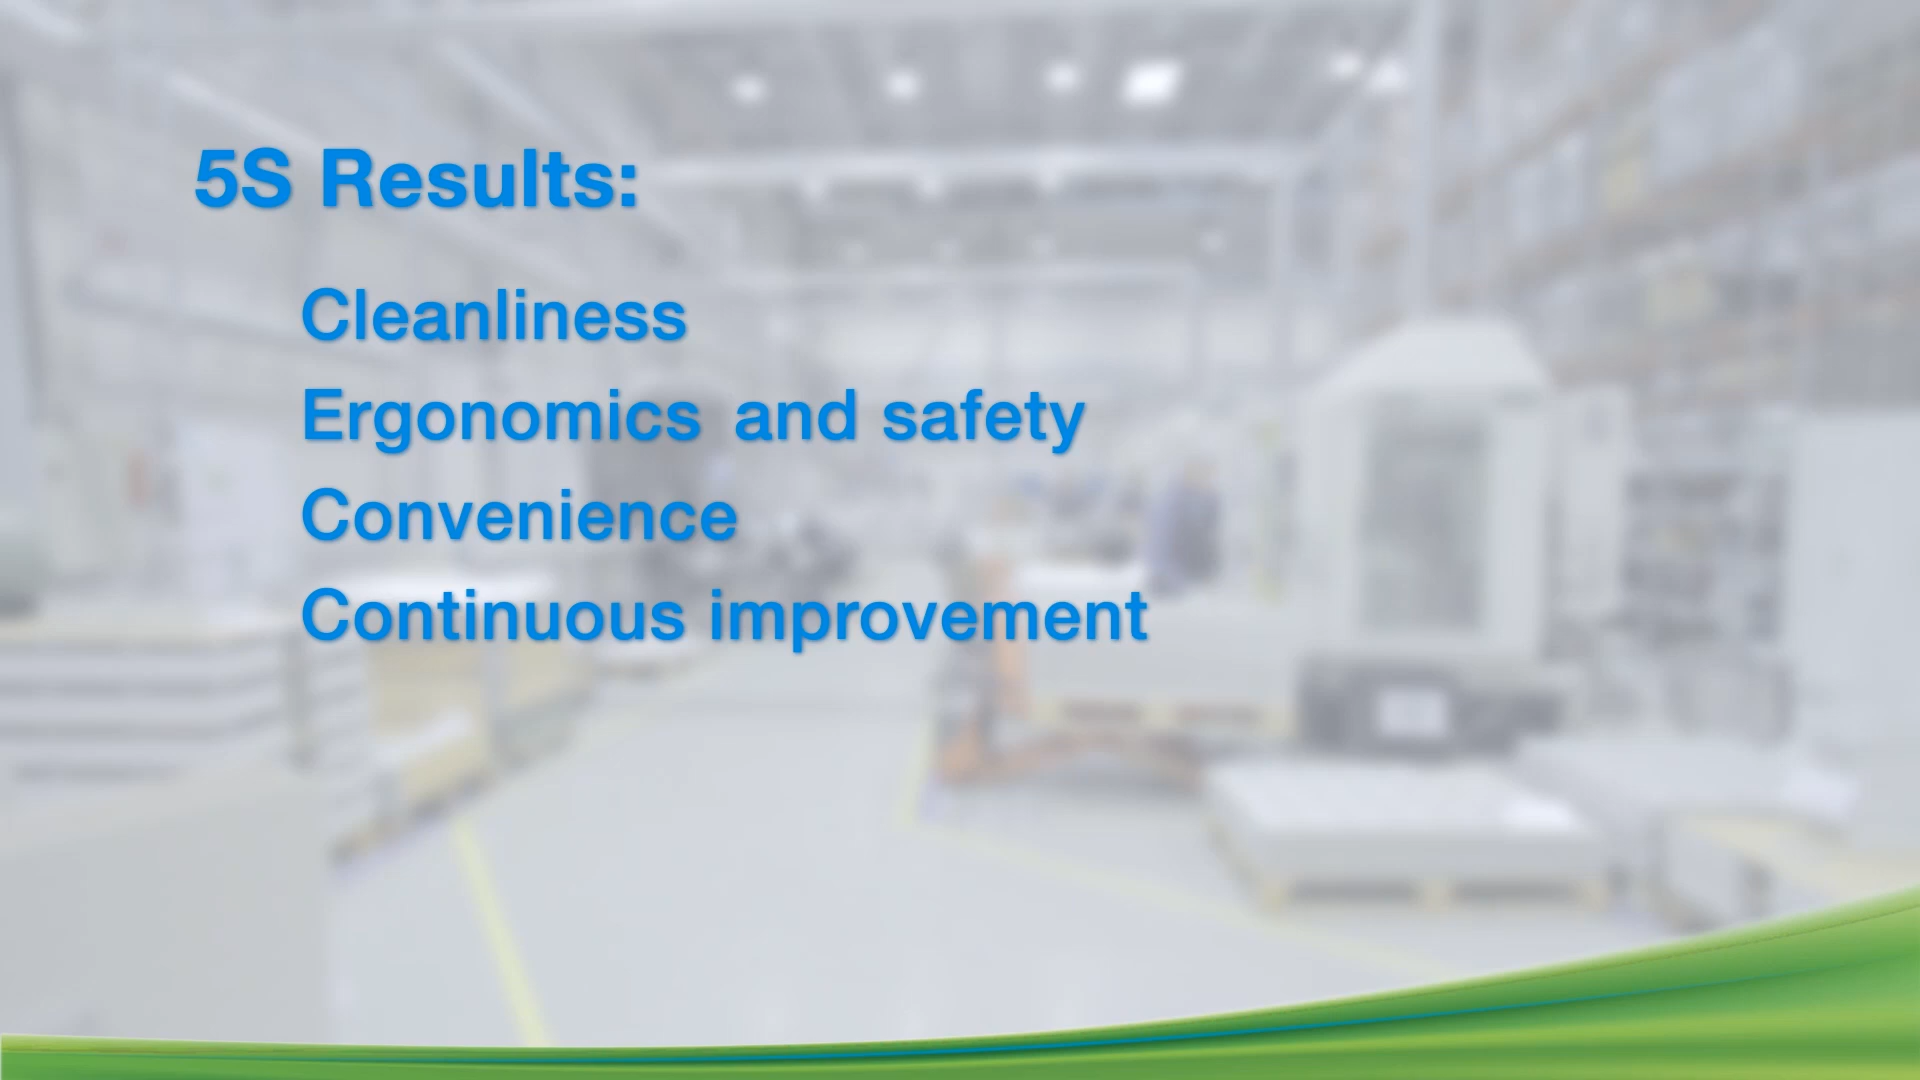 5S Results:
Cleanliness
Ergonomics and safety
Convenience
Continuous improvement